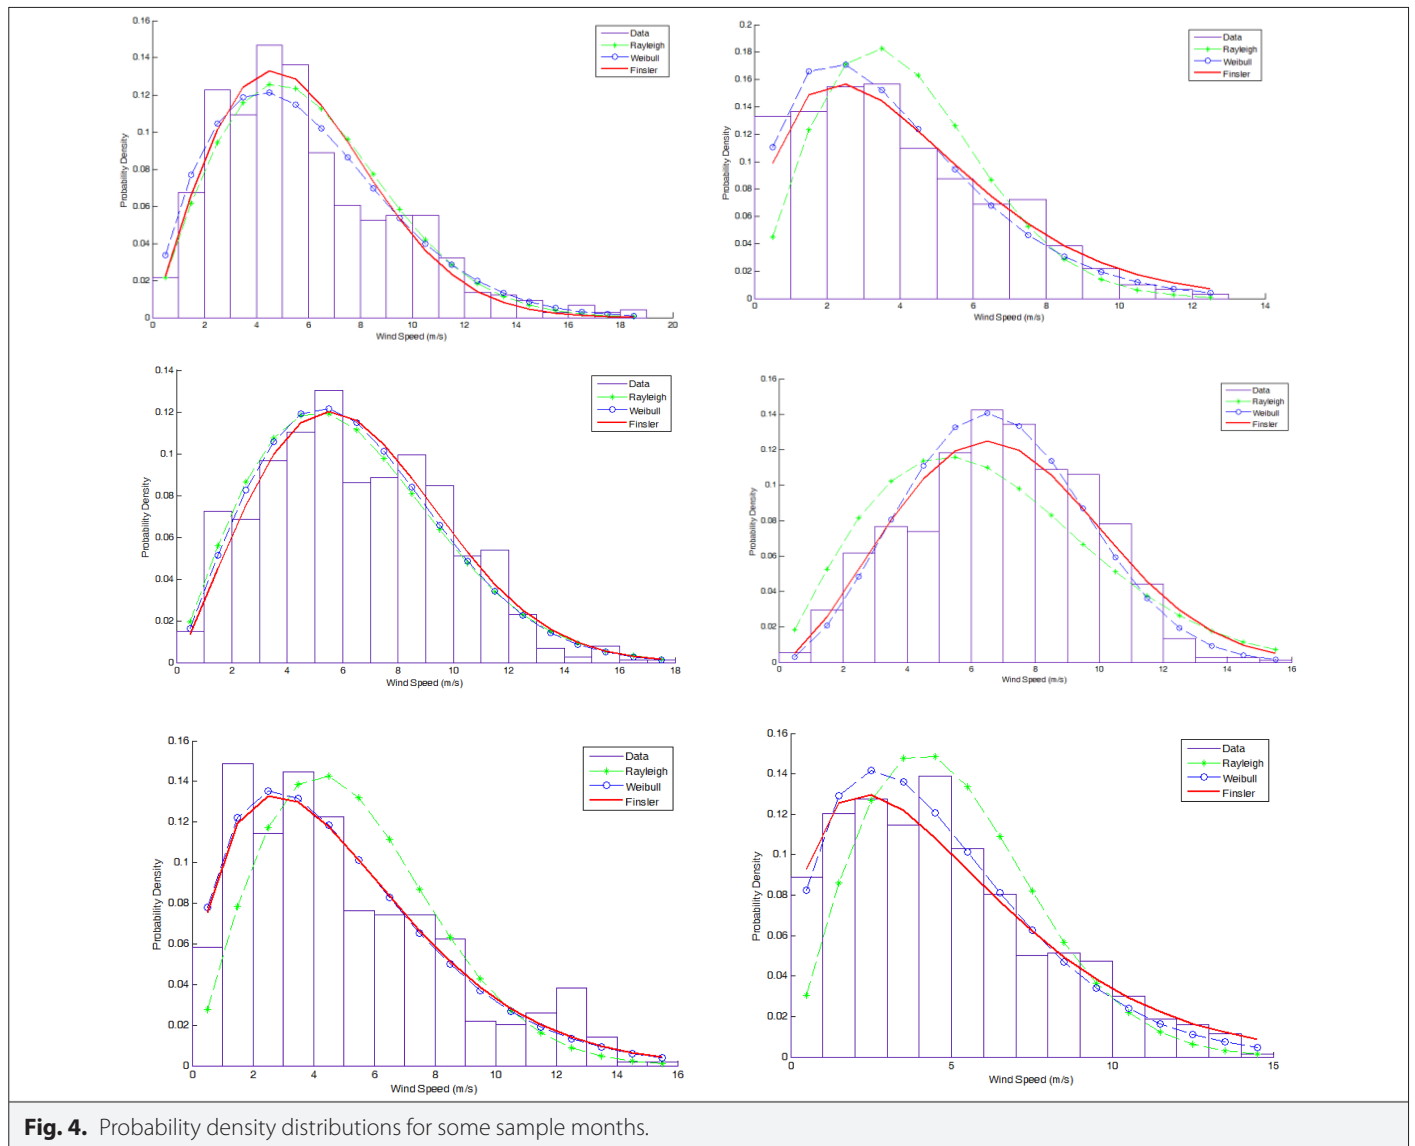 0.16
0.14
0.12
0.1
0.08
0.06
0.04
0.02
0
Probability Density
0 2 4 6 8 10 12 14 16 18 20
Wind Speed (m/s)
Data
Rayleigh
Weibull
Finsler
0.2
0.18
0.16
0.14
0.12
0.1
0.08
0.06
0.04
0.02
0
Probability Density
0 2 4 6 8 10 12 14
Wind Speed (m/s)
Data
Rayleigh
Weibull
Finsler
0.14
0.12
0.1
0.08
0.06
0.04
0.02
0
Probability Density
0 2 4 6 8 10 12 14 16 18
Wind Speed (m/s)
Data
Rayleigh
Weibull
Finsler
0.16
0.14
0.12
0.1
0.08
0.06
0.04
0.02
0
Probability Density
0 2 4 6 8 10 12 14 16
Wind Speed (m/s)
Data
Rayleigh
Weibull
Finsler
0.16
0.14
0.12
0.1
0.08
0.06
0.04
0.02
0
Probability Density
0 2 4 6 8 10 12 14 16
Wind Speed (m/s)
Data
Rayleigh
Weibull
Finsler
0.16
0.14
0.12
0.1
0.08
0.06
0.04
0.02
0
Probability Density
0 5 10 15
Wind Speed (m/s)
Data
Rayleigh
Weibull
Finsler
Fig. 4. Probability density distributions for some sample months.